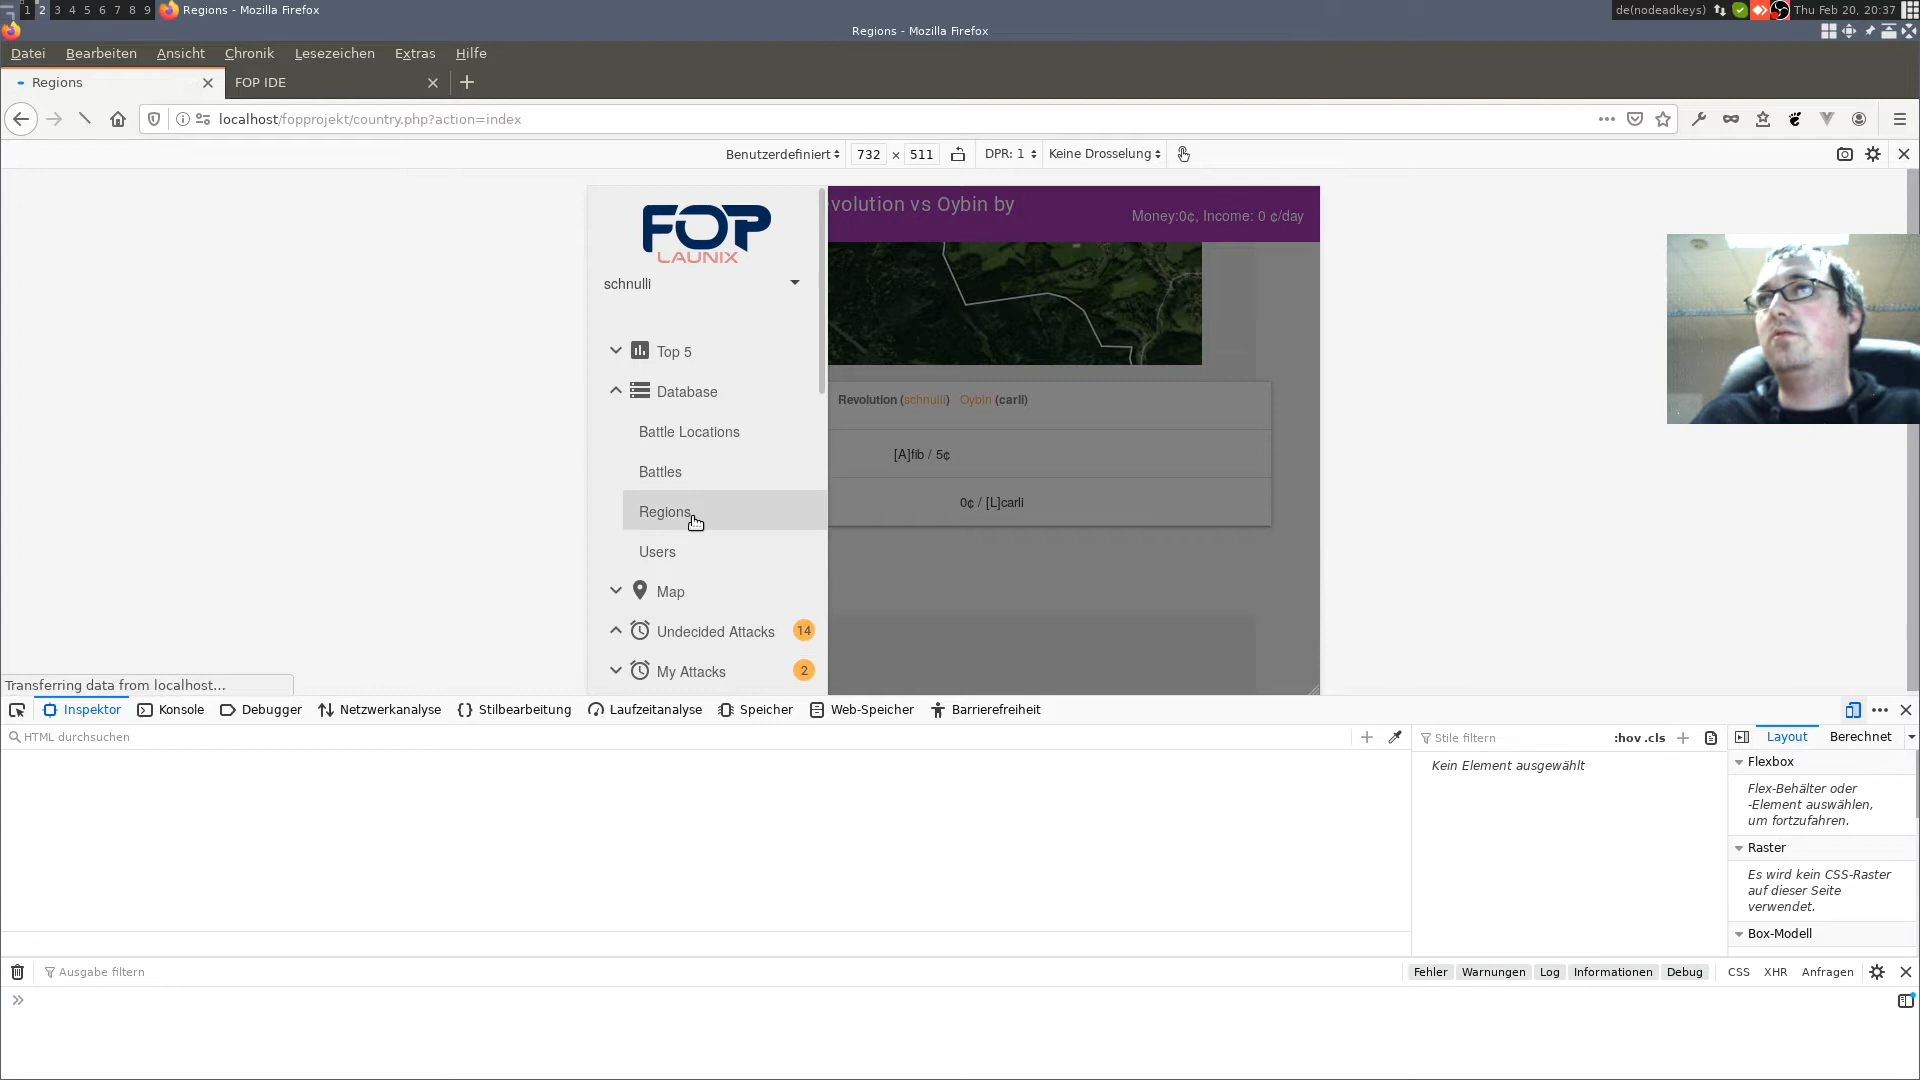 1 2 3 4 5 6 7 8 9 Regions - Mozilla Firefox de(nodeadkeys) Thu Feb 20, 20:37
Regions - Mozilla Firefox
Datei Bearbeiten Ansicht Chronik Lesezeichen Extras Hilfe
Regions FOP IDE
localhost/fopprojekt/country.php?action=index
Benutzerdefiniert 732 × 511 DPR: 1 Keine Drosselung
FOP
LAUNIX
volution vs Oybin by
Money:0¢, Income: 0 ¢/day
schnulli
Top 5
Database
Revolution (schnulli) Oybin (carli)
Battle Locations
[A]fib / 5¢
Battles
0¢ / [L]carli
Regions
Users
Map
Undecided Attacks 14
My Attacks 2
Transferring data from localhost...
Inspektor Konsole Debugger Netzwerkanalyse Stilbearbeitung Laufzeitanalyse Speicher Web-Speicher Barrierefreiheit
HTML durchsuchen
Stile filtern :hov .cls
Layout Berechnet
Kein Element ausgewählt
Flexbox
Flex-Behälter oder
-Element auswählen,
um fortzufahren.
Raster
Es wird kein CSS-Raster
auf dieser Seite
verwendet.
Box-Modell
Ausgabe filtern Fehler Warnungen Log Informationen Debug CSS XHR Anfragen